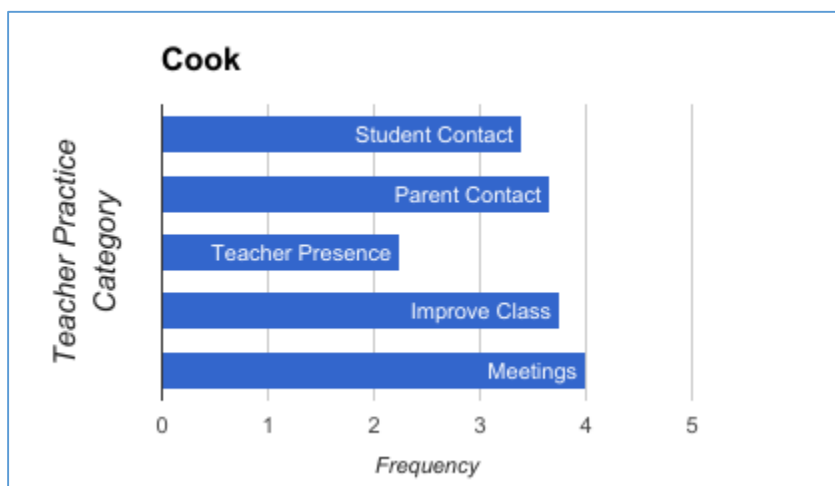 Cook
Teacher Practice
Category
Student Contact
Parent Contact
Teacher Presence
Improve Class
Meetings
0 1 2 3 4 5
Frequency